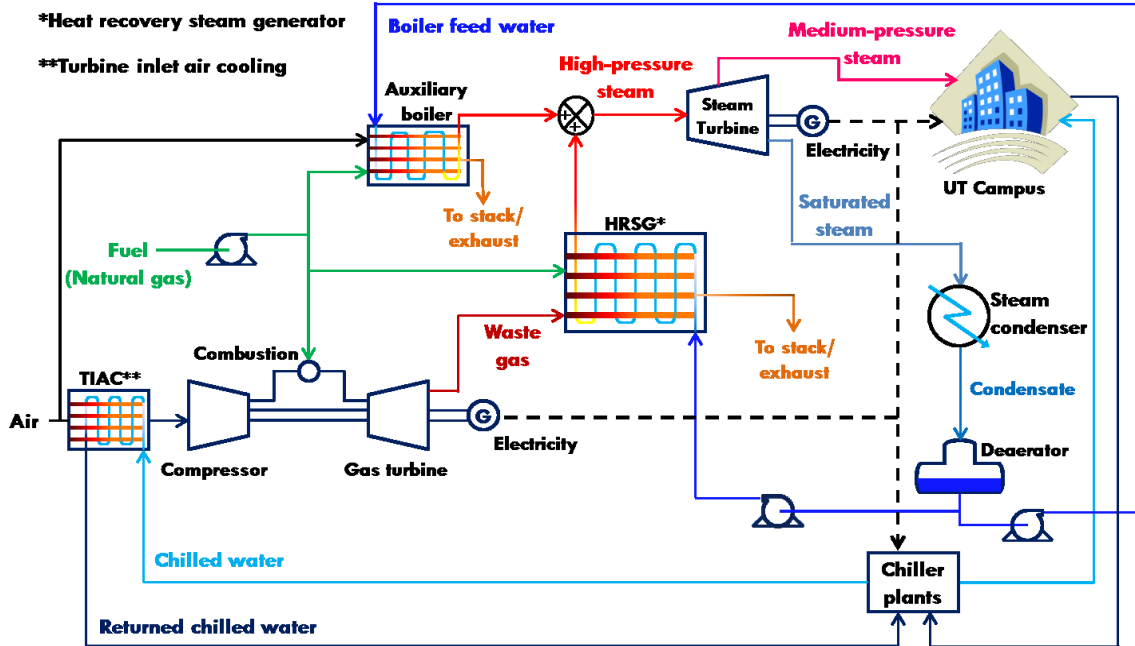 *Heat recovery steam generator
**Turbine inlet air cooling
Boiler feed water
Medium-pressure
steam
High-pressure
steam
Auxiliary
boiler
Steam
Turbine
G
Electricity
UT Campus
To stack/
exhaust
HRSG*
Saturated
steam
Fuel
(Natural gas)
Steam
condenser
Waste
gas
To stack/
exhaust
Combustion
TIAC**
Condensate
Air
G
Electricity
Deaerator
Compressor
Gas turbine
Chilled water
Chiller
plants
Returned chilled water